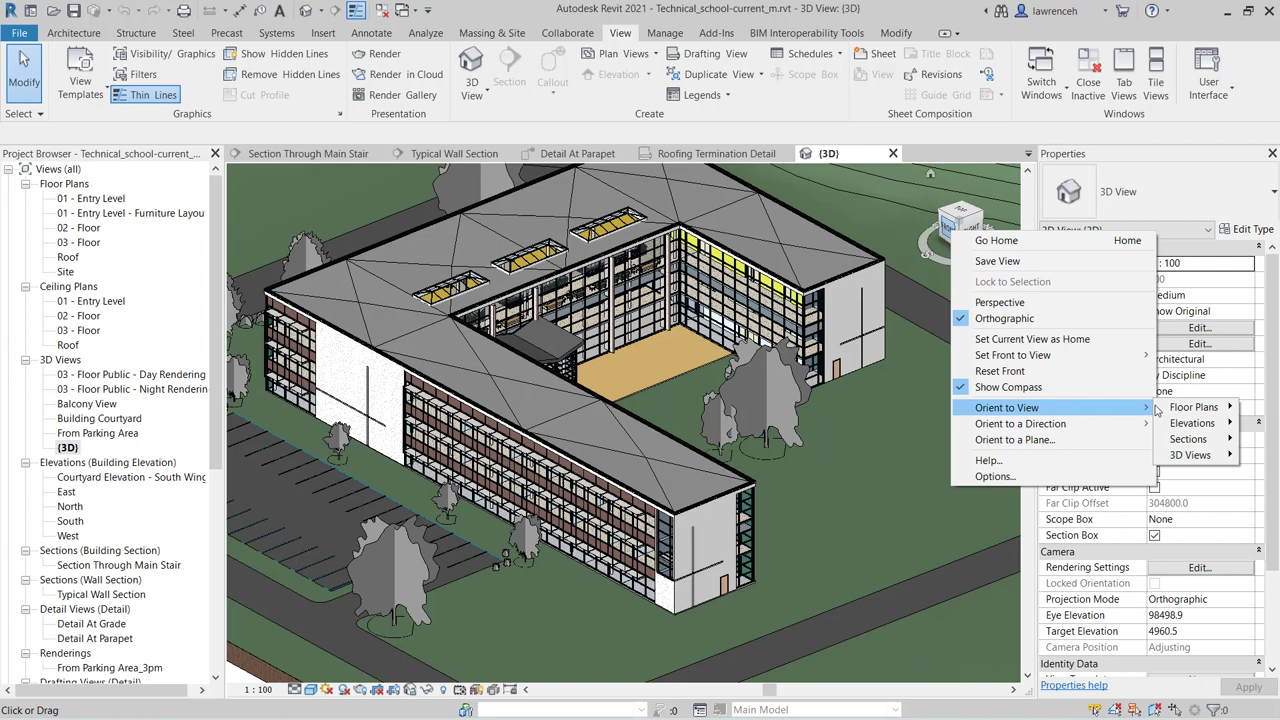 Autodesk Revit 2021 - Technical_school-current_m.rvt - 3D View: {3D}
lawrenceh
File
Architecture
Structure
Steel
Precast
Systems
Insert
Annotate
Analyze
Massing & Site
Collaborate
View
Manage
Add-Ins
BIM Interoperability Tools
Modify
Modify
Select
View
Templates
Visibility/ Graphics
Filters
Thin Lines
Show Hidden Lines
Remove Hidden Lines
Cut Profile
Graphics
Render
Render in Cloud
Render Gallery
Presentation
3D
View
Section
Callout
Plan Views
Elevation
Drafting View
Duplicate View
Legends
Schedules
Scope Box
Create
Sheet
View
Title Block
Revisions
Guide Grid
Sheet Composition
Switch
Windows
Close
Inactive
Tab
Views
Tile
Views
Windows
User
Interface
Project Browser - Technical_school-current_...
Section Through Main Stair
Typical Wall Section
Detail At Parapet
Roofing Termination Detail
{3D}
Properties
Views (all)
Floor Plans
01 - Entry Level
01 - Entry Level - Furniture Layou
02 - Floor
03 - Floor
Roof
Site
Ceiling Plans
01 - Entry Level
02 - Floor
03 - Floor
Roof
3D Views
03 - Floor Public - Day Rendering
03 - Floor Public - Night Renderin
Balcony View
Building Courtyard
From Parking Area
{3D}
Elevations (Building Elevation)
Courtyard Elevation - South Wing
East
North
South
West
Sections (Building Section)
Section Through Main Stair
Sections (Wall Section)
Typical Wall Section
Detail Views (Detail)
Detail At Grade
Detail At Parapet
Renderings
From Parking Area_3pm
Drafting Views (Detail)
TOP
Go Home Home
Save View
Lock to Selection
Perspective
Orthographic
Set Current View as Home
Set Front to View
Reset Front
Show Compass
Orient to View
Orient to a Direction
Orient to a Plane...
Help...
Options...
Floor Plans
Elevations
Sections
3D Views
3D View
3D View: {3D}
Edit Type
: 100
edium
how Original
Edit...
Edit...
rchitectural
y Discipline
one
Far Clip Active
Far Clip Offset 304800.0
Scope Box None
Section Box
Camera
Rendering Settings Edit...
Locked Orientation
Projection Mode Orthographic
Eye Elevation 98498.9
Target Elevation 4960.5
Camera Position Adjusting
Identity Data
Properties help
Apply
1 : 100
Click or Drag
:0
Main Model
:0